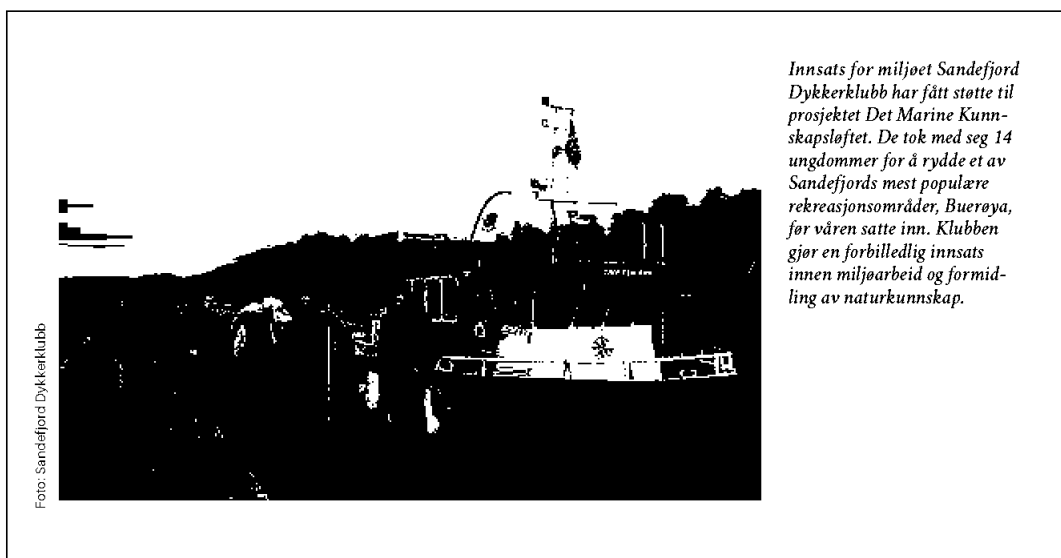 Innsats for miljøet Sandefjord
Dykkerklubb har fått støtte til
prosjektet Det Marine Kunn-
skapsløftet. De tok med seg 14
ungdommer for å rydde et av
Sandefjords mest populære
rekreasjonsområder, Buerøya,
før våren satte inn. Klubben
gjør en forbilledlig innsats
innen miljøarbeid og formid-
ling av naturkunnskap.
Foto: Sandefjord Dykkerklubb